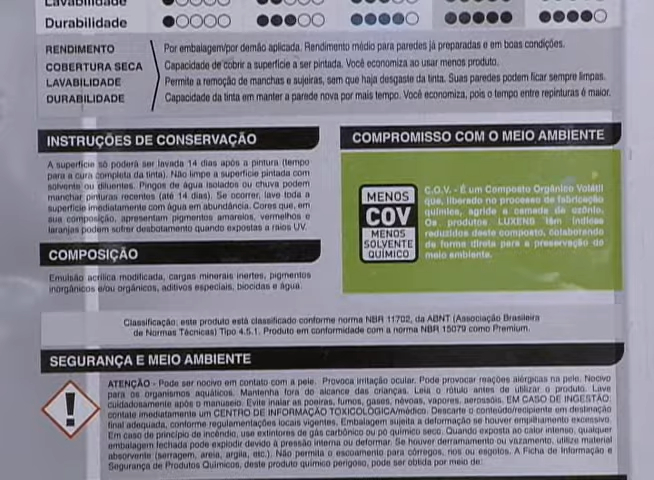 Lavabilidade
Durabilidade
RENDIMENTO
Por embalagem/por demão aplicada. Rendimento médio para paredes já preparadas e em boas condições.
COBERTURA SECA
Capacidade de cobrir a superfície a ser pintada. Você economiza ao usar menos produto.
LAVABILIDADE
Permite a remoção de manchas e sujeiras, sem que haja desgaste da tinta. Suas paredes podem ficar sempre limpas.
DURABILIDADE
Capacidade da tinta em manter a parede nova por mais tempo. Você economiza, pois o tempo entre repinturas é maior.
INSTRUÇÕES DE CONSERVAÇÃO
A superfície só poderá ser lavada 14 dias após a pintura (tempo
para a cura completa da tinta). Não limpe a superfície pintada com
solvente ou diluentes. Pingos de água isolados ou chuva podem
manchar pinturas recentes (até 14 dias). Se ocorrer, lave toda a
superfície imediatamente com água em abundância. Cores que, em
sua composição, apresentam pigmentos amarelos, vermelhos e
laranjas podem sofrer desbotamento quando expostas a raios UV.
COMPOSIÇÃO
Emulsão acrílica modificada, cargas minerais inertes, pigmentos
inorgânicos e/ou orgânicos, aditivos especiais, biocidas e água.
COMPROMISSO COM O MEIO AMBIENTE
MENOS
COV
MENOS
SOLVENTE
QUÍMICO
C.O.V. - É um Composto Orgânico Volátil
que, liberado no processo de fabricação
química, agride a camada de ozônio.
Os produtos LUXENS têm índices
reduzidos deste composto, colaborando
de forma direta para a preservação do
meio ambiente.
Classificação: este produto está classificado conforme norma NBR 11702, da ABNT (Associação Brasileira
de Normas Técnicas) Tipo 4.5.1. Produto em conformidade com a norma NBR 15079 como Premium.
SEGURANÇA E MEIO AMBIENTE
ATENÇÃO - Pode ser nocivo em contato com a pele. Provoca irritação ocular. Pode provocar reações alérgicas na pele. Nocivo
para os organismos aquáticos. Mantenha fora do alcance das crianças. Leia o rótulo antes de utilizar o produto. Lave
cuidadosamente após o manuseio. Evite inalar as poeiras, fumos, gases, névoas, vapores, aerossóis. EM CASO DE INGESTÃO:
contate imediatamente um CENTRO DE INFORMAÇÃO TOXICOLÓGICA/médico. Descarte o conteúdo/recipiente em destinação
final adequada, conforme regulamentações locais vigentes. Embalagem sujeita a deformação se houver empilhamento excessivo.
Em caso de princípio de incêndio, use extintores de gás carbônico ou pó químico seco. Quando exposta ao calor intenso, qualquer
embalagem fechada pode explodir devido à pressão interna ou deformar. Se houver derramamento ou vazamento, utilize material
absorvente (serragem, areia, argila, etc.). Não permita o escoamento para córregos, rios ou esgotos. A Ficha de Informação e
Segurança de Produtos Químicos, deste produto químico perigoso, pode ser obtida por meio de: